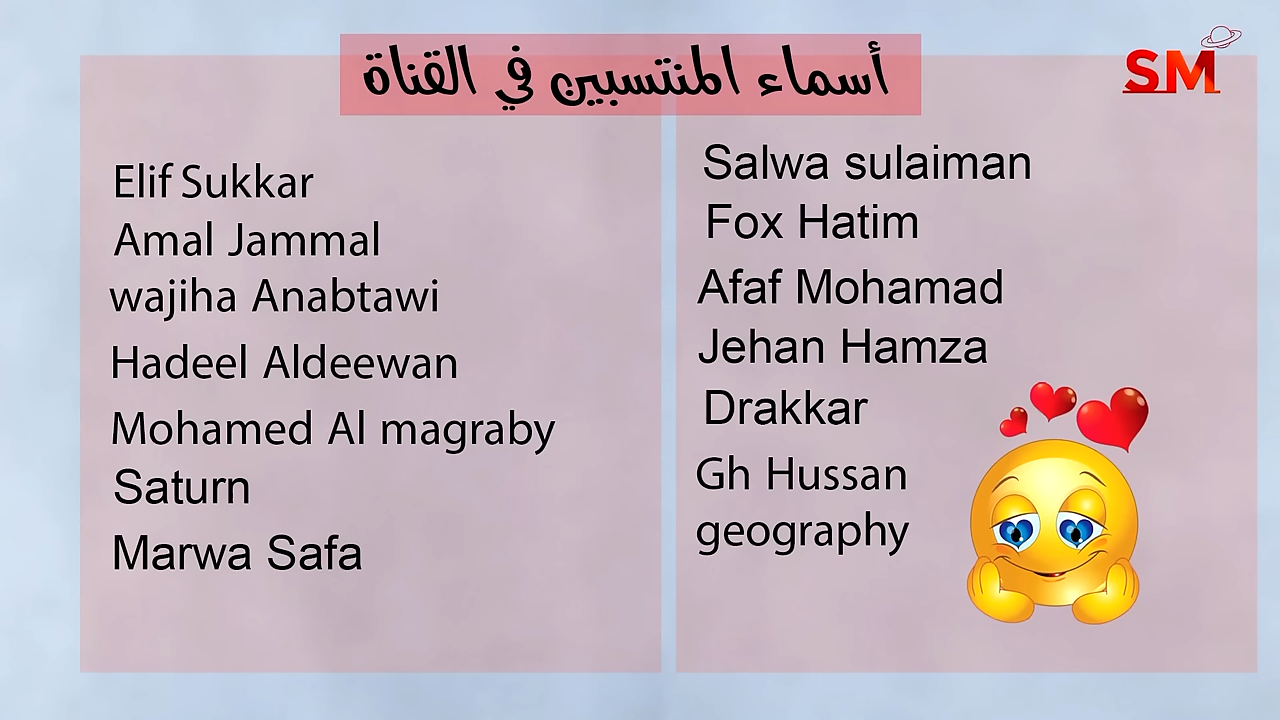 أسماء المنتسبين في القناة
SM
Elif Sukkar
Amal Jammal
wajiha Anabtawi
Hadeel Aldeewan
Mohamed Al magraby
Saturn
Marwa Safa
Salwa sulaiman
Fox Hatim
Afaf Mohamad
Jehan Hamza
Drakkar
Gh Hussan
geography